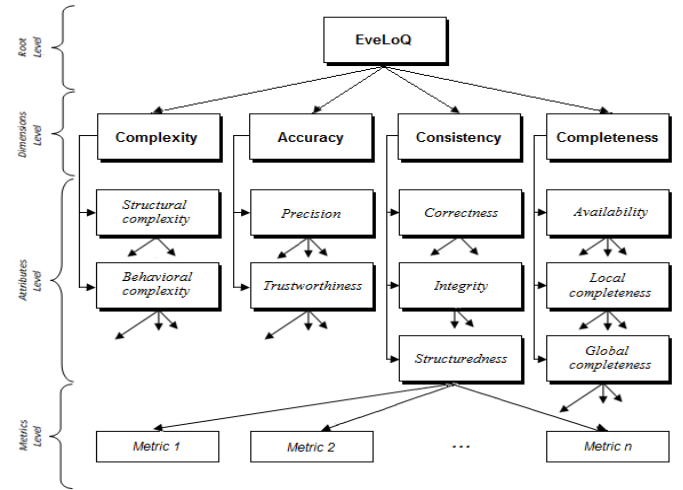 Root
Level
EveLoQ
Dimensions
Level
Complexity
Accuracy
Consistency
Completeness
Attributes
Level
Structural
complexity
Precision
Correctness
Availability
Behavioral
complexity
Trustworthiness
Integrity
Local
completeness
Structuredness
Global
completeness
Metrics
Level
Metric 1
Metric 2
...
Metric n